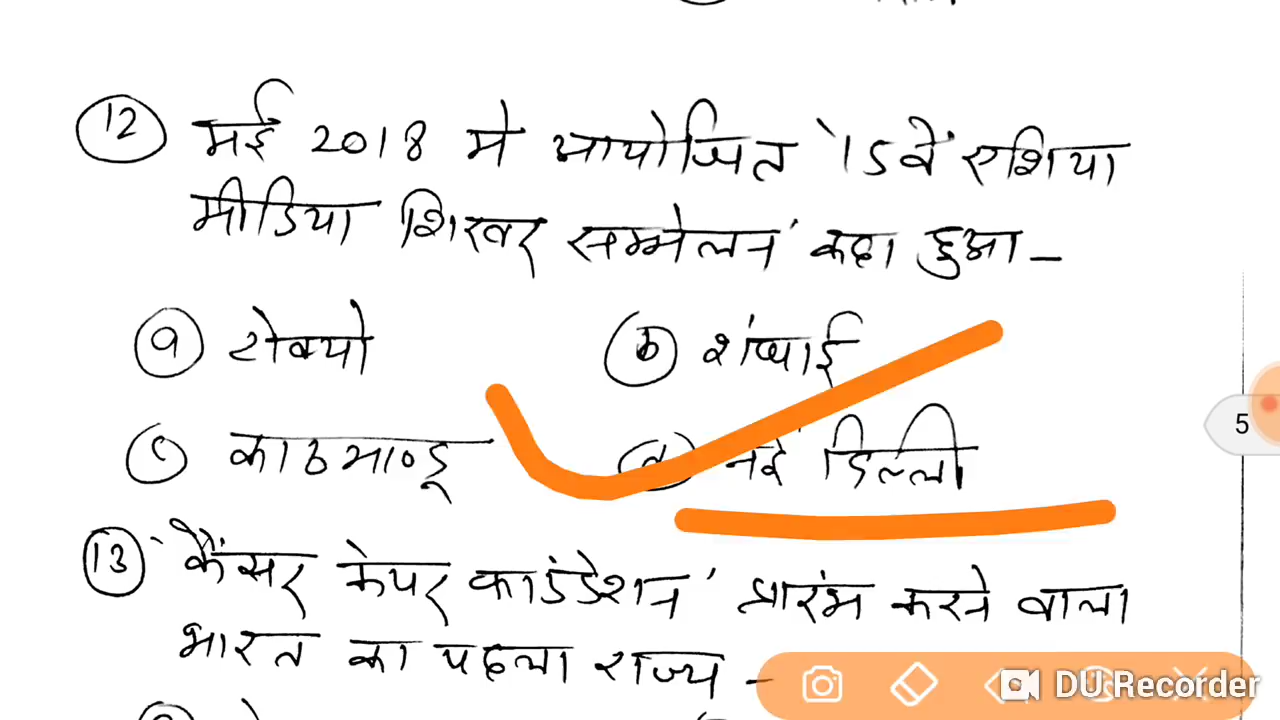 12 मई 2018 मे आयोजित '15वें एशिया
मीडिया शिखर सम्मेलन' कहा हुआ -
a टोक्यो b शंघाई
c काठमाण्डू d नई दिल्ली
13 'कैंसर केयर फाउंडेशन' प्रारंभ करने वाला
भारत का पहला राज्य -
5
DU Recorder